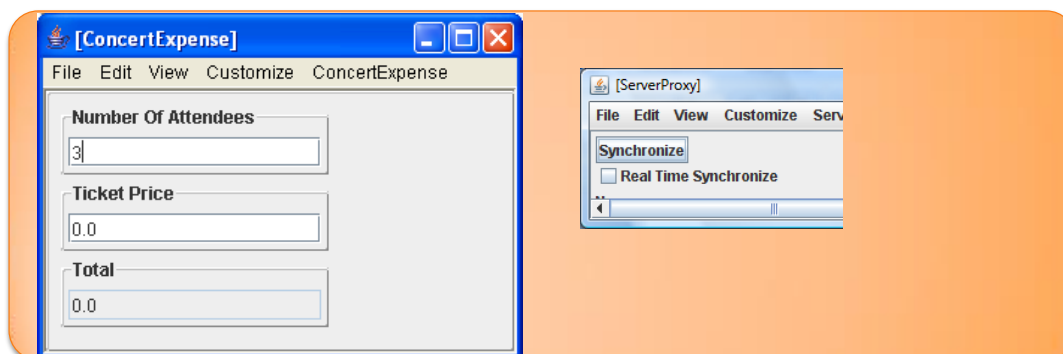 [ConcertExpense]
File Edit View Customize ConcertExpense
Number Of Attendees
3
Ticket Price
0.0
Total
0.0
[ServerProxy]
File Edit View Customize Serv
Synchronize
Real Time Synchronize